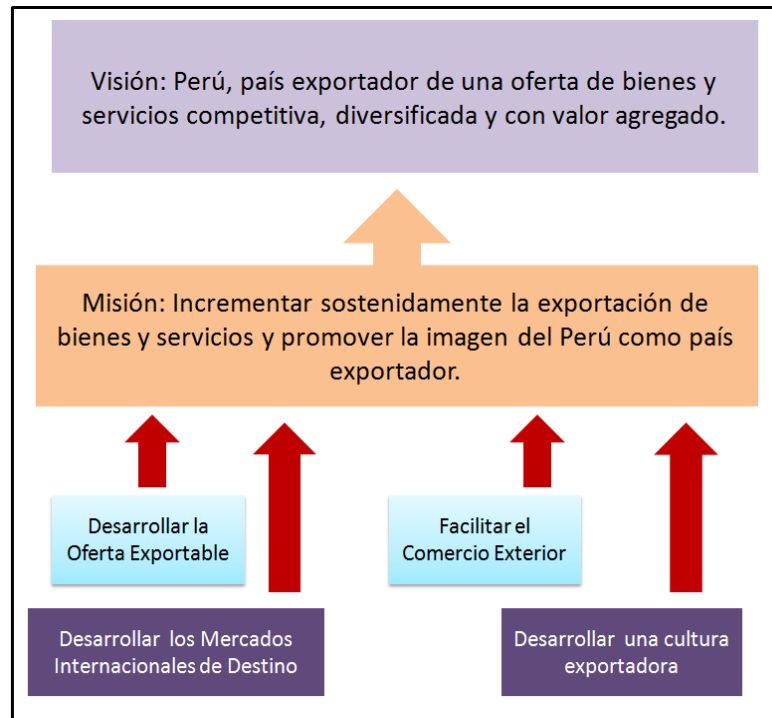 Visión: Perú, país exportador de una oferta de bienes y
servicios competitiva, diversificada y con valor agregado.
Misión: Incrementar sostenidamente la exportación de
bienes y servicios y promover la imagen del Perú como país
exportador.
Desarrollar la
Oferta Exportable
Facilitar el
Comercio Exterior
Desarrollar los Mercados
Internacionales de Destino
Desarrollar una cultura
exportadora